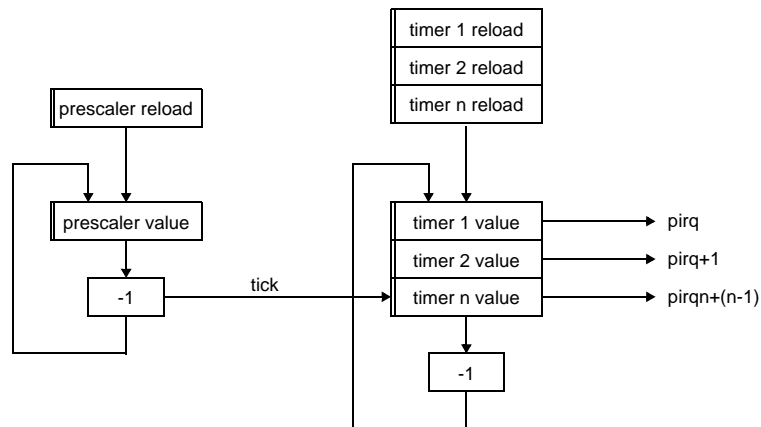 timer 1 reload
timer 2 reload
timer n reload
prescaler reload
prescaler value
-1
tick
timer 1 value
timer 2 value
timer n value
pirq
pirq+1
pirqn+(n-1)
-1